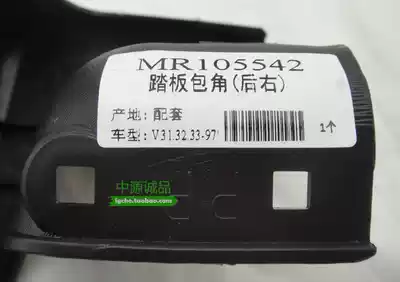 MR105542
踏板包角(后右)
产地: 配套
车型: V31.32.33-97'
1个
中源诚品